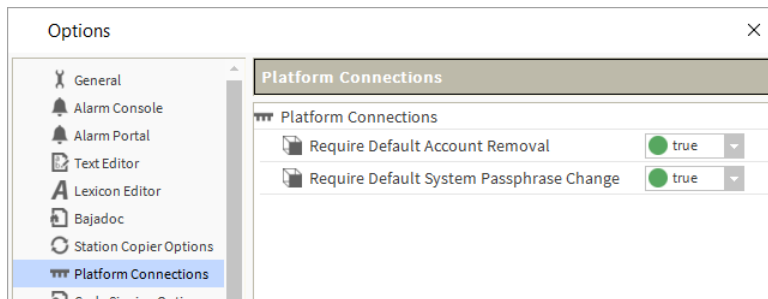 Options
General
Alarm Console
Alarm Portal
Text Editor
Lexicon Editor
Bajadoc
Station Copier Options
Platform Connections
Platform Connections
Platform Connections
Require Default Account Removal true
Require Default System Passphrase Change true